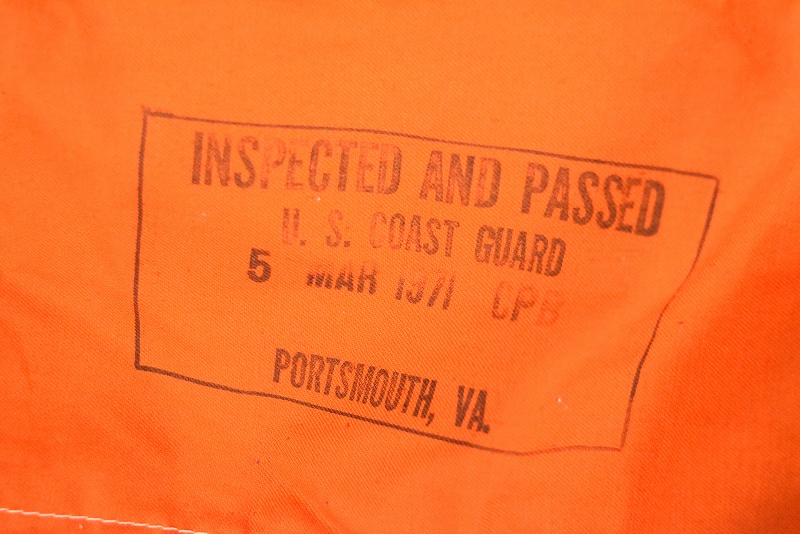 INSPECTED AND PASSED
U. S. COAST GUARD
5 MAR 1971 CPB
PORTSMOUTH, VA.